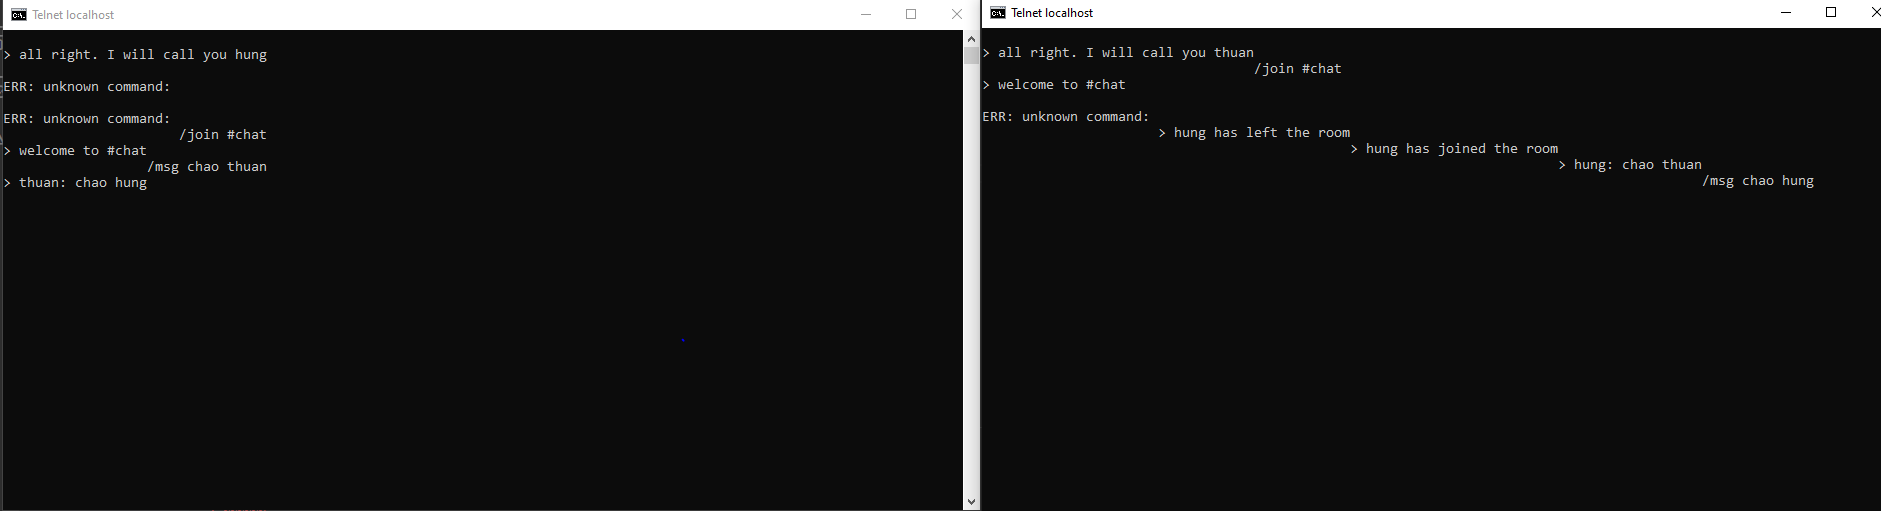 Telnet localhost
> all right. I will call you hung
ERR: unknown command:
ERR: unknown command:
/join #chat
> welcome to #chat
/msg chao thuan
> thuan: chao hung
Telnet localhost
> all right. I will call you thuan
/join #chat
> welcome to #chat
ERR: unknown command:
> hung has left the room
> hung has joined the room
> hung: chao thuan
/msg chao hung